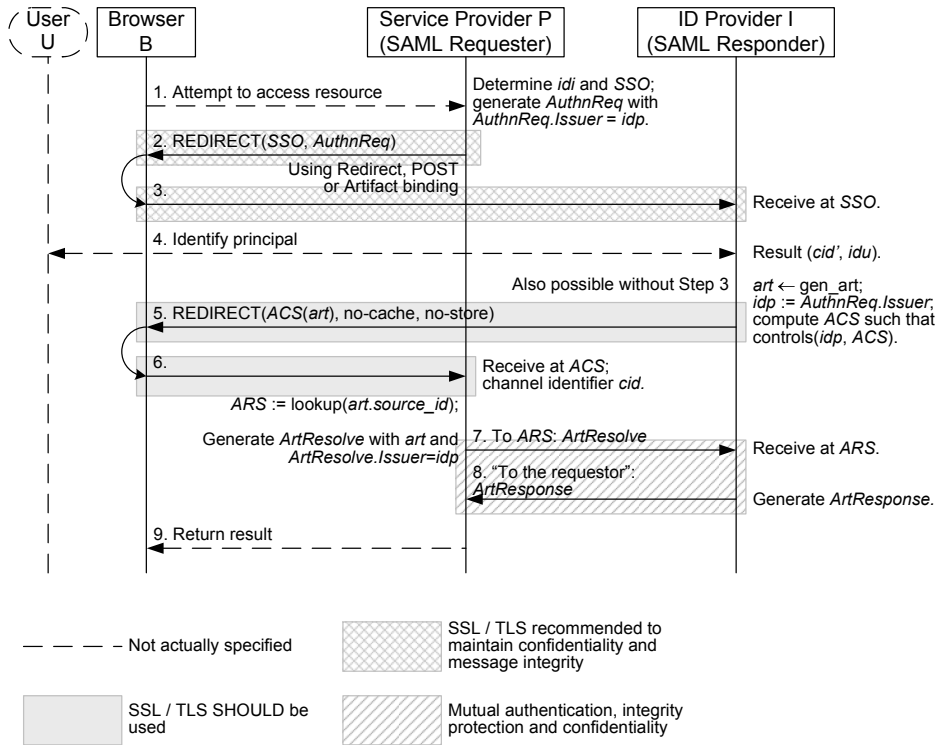 User
U
Browser
B
Service Provider P
(SAML Requester)
ID Provider I
(SAML Responder)
1. Attempt to access resource
Determine idi and SSO;
generate AuthnReq with
AuthnReq.Issuer = idp.
2. REDIRECT(SSO, AuthnReq)
Using Redirect, POST
or Artifact binding
3.
Receive at SSO.
4. Identify principal
Result (cid', idu).
Also possible without Step 3
art ← gen_art;
idp := AuthnReq.Issuer;
compute ACS such that
controls(idp, ACS).
5. REDIRECT(ACS(art), no-cache, no-store)
6.
Receive at ACS;
channel identifier cid.
ARS := lookup(art.source_id);
Generate ArtResolve with art and
ArtResolve.Issuer=idp
7. To ARS: ArtResolve
Receive at ARS.
8. “To the requestor”:
ArtResponse
Generate ArtResponse.
9. Return result
Not actually specified
SSL / TLS recommended to
maintain confidentiality and
message integrity
SSL / TLS SHOULD be
used
Mutual authentication, integrity
protection and confidentiality